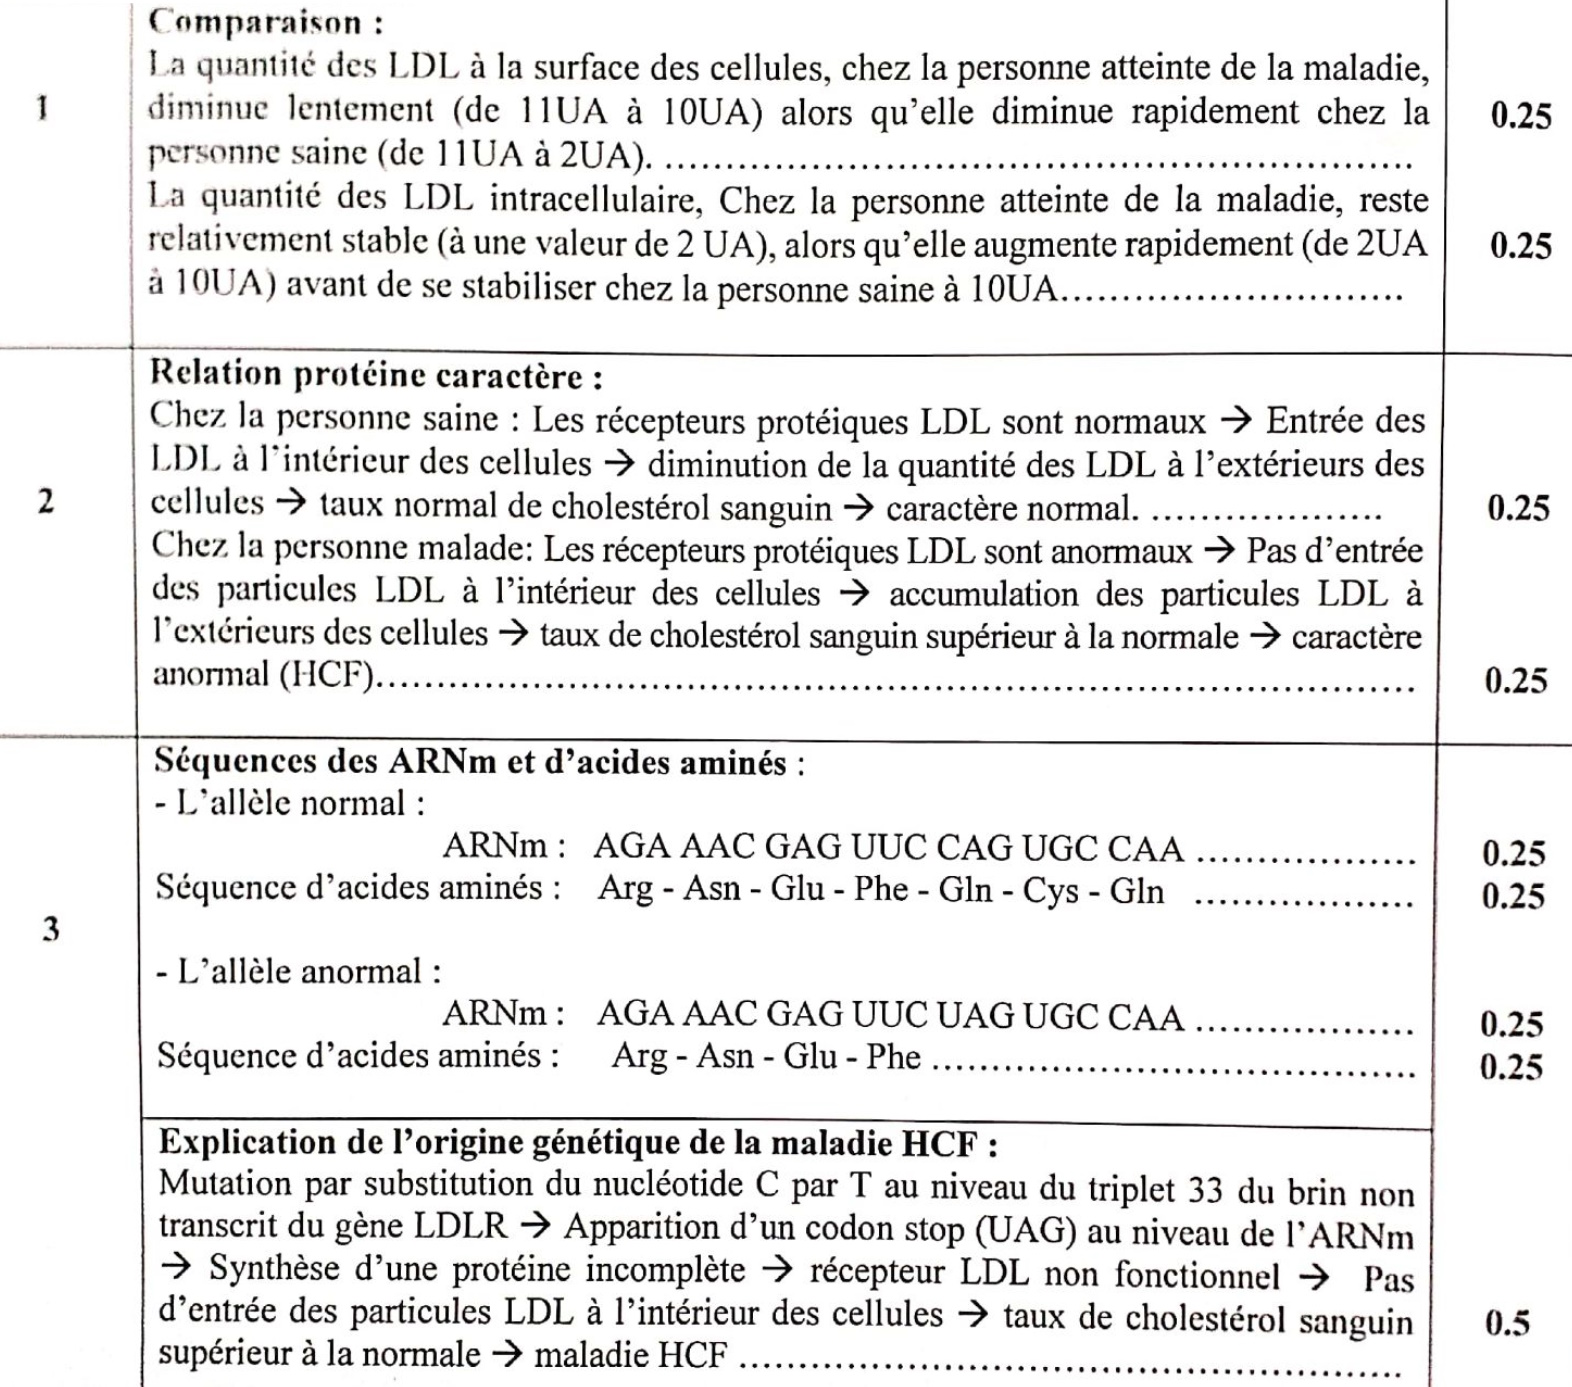 Comparaison :
La quantité des LDL à la surface des cellules, chez la personne atteinte de la maladie,
1 diminue lentement (de 11UA à 10UA) alors qu'elle diminue rapidement chez la 0.25
personne saine (de 11UA à 2UA). ..........................................................
La quantité des LDL intracellulaire, Chez la personne atteinte de la maladie, reste
relativement stable (à une valeur de 2 UA), alors qu'elle augmente rapidement (de 2UA 0.25
à 10UA) avant de se stabiliser chez la personne saine à 10UA............................
Relation protéine caractère :
Chez la personne saine : Les récepteurs protéiques LDL sont normaux → Entrée des
LDL à l'intérieur des cellules → diminution de la quantité des LDL à l'extérieurs des
2 cellules → taux normal de cholestérol sanguin → caractère normal. ................... 0.25
Chez la personne malade: Les récepteurs protéiques LDL sont anormaux → Pas d'entrée
des particules LDL à l'intérieur des cellules → accumulation des particules LDL à
l'extérieurs des cellules → taux de cholestérol sanguin supérieur à la normale → caractère
anormal (HCF)................................................................................ 0.25
Séquences des ARNm et d'acides aminés :
- L'allèle normal :
ARNm : AGA AAC GAG UUC CAG UGC CAA .................. 0.25
Séquence d'acides aminés : Arg - Asn - Glu - Phe - Gln - Cys - Gln .................. 0.25
3
- L'allèle anormal :
ARNm : AGA AAC GAG UUC UAG UGC CAA .................. 0.25
Séquence d'acides aminés : Arg - Asn - Glu - Phe ....................................... 0.25
Explication de l'origine génétique de la maladie HCF :
Mutation par substitution du nucléotide C par T au niveau du triplet 33 du brin non
transcrit du gène LDLR → Apparition d'un codon stop (UAG) au niveau de l'ARNm
→ Synthèse d'une protéine incomplète → récepteur LDL non fonctionnel → Pas
d'entrée des particules LDL à l'intérieur des cellules → taux de cholestérol sanguin 0.5
supérieur à la normale → maladie HCF ......................................................